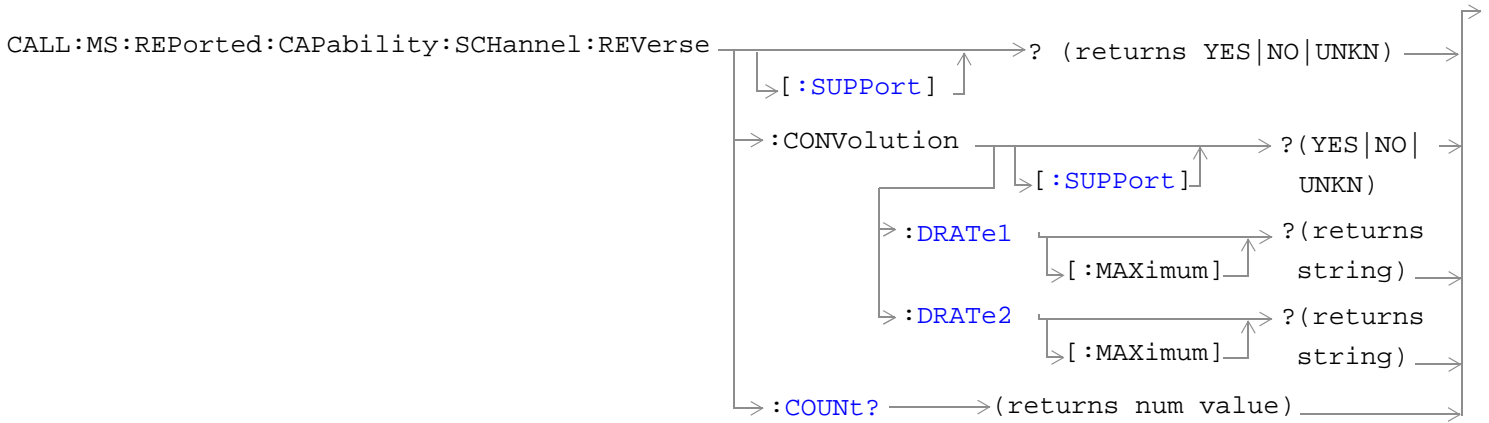 CALL:MS:REPorted:CAPability:SCHannel:REVerse ? (returns YES|NO|UNKN)
[:SUPPort]
:CONVolution ?(YES|NO|
[:SUPPort] UNKN)
:DRATe1 ?(returns
[:MAXimum] string)
:DRATe2 ?(returns
[:MAXimum] string)
:COUNt? (returns num value)